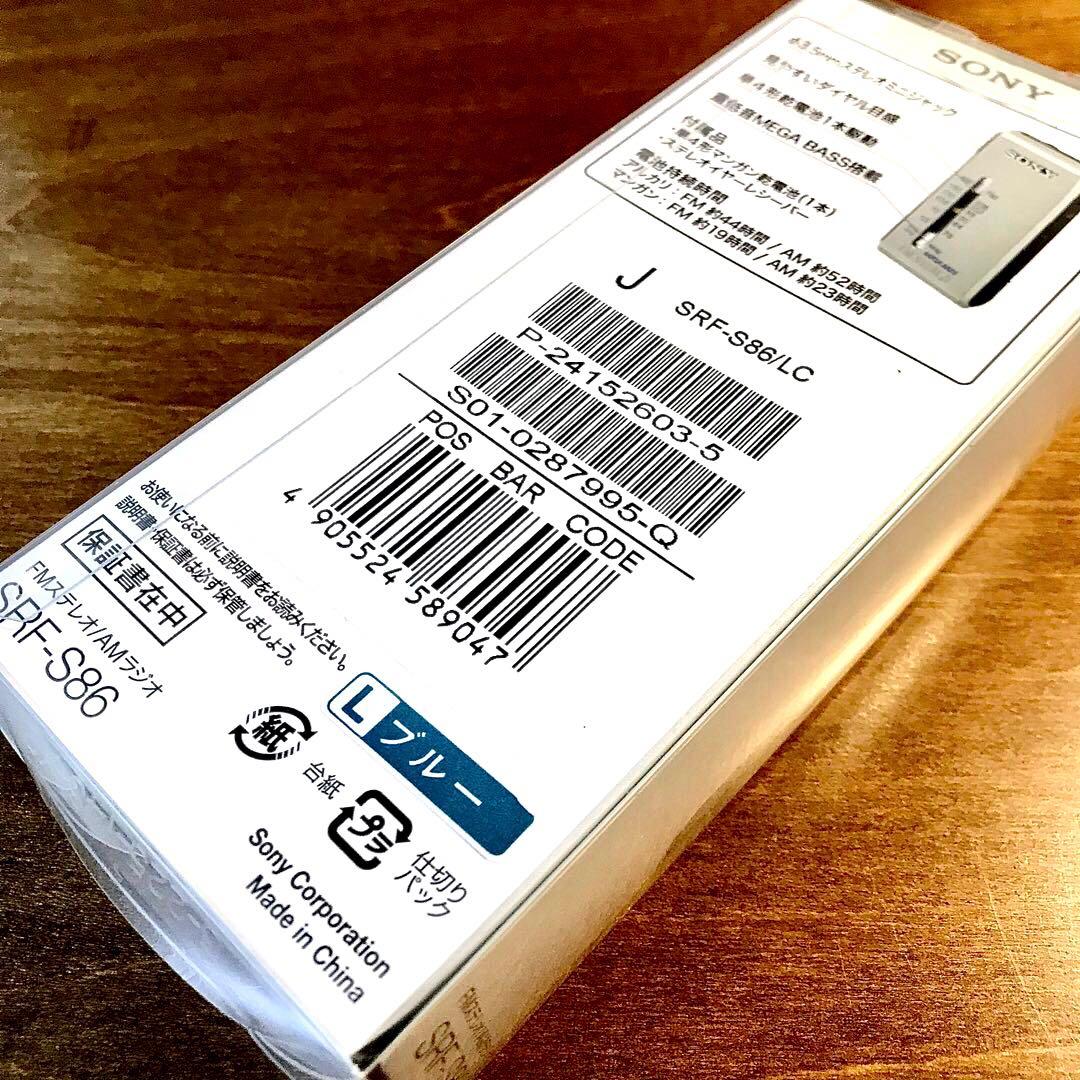 SONY
φ3.5mmステレオミニジャック
見やすいダイヤル目盛
単4形乾電池1本駆動
重低音MEGA BASS搭載
付属品
・単4形マンガン乾電池(1本)
・ステレオイヤーレシーバー
電池持続時間
アルカリ：FM 約44時間 / AM 約52時間
マンガン：FM 約19時間 / AM 約23時間
SONY
J SRF-S86/LC
P-24152603-5
S01-0287995-Q
POS BAR CODE
4 905524 589047
お使いになる前に説明書をお読みください。
説明書・保証書は必ず保管しましょう。
保証書在中
FMステレオ/AMラジオ
SRF-S86
L ブルー
紙
台紙
プラ
仕切り
パック
Sony Corporation
Made in China